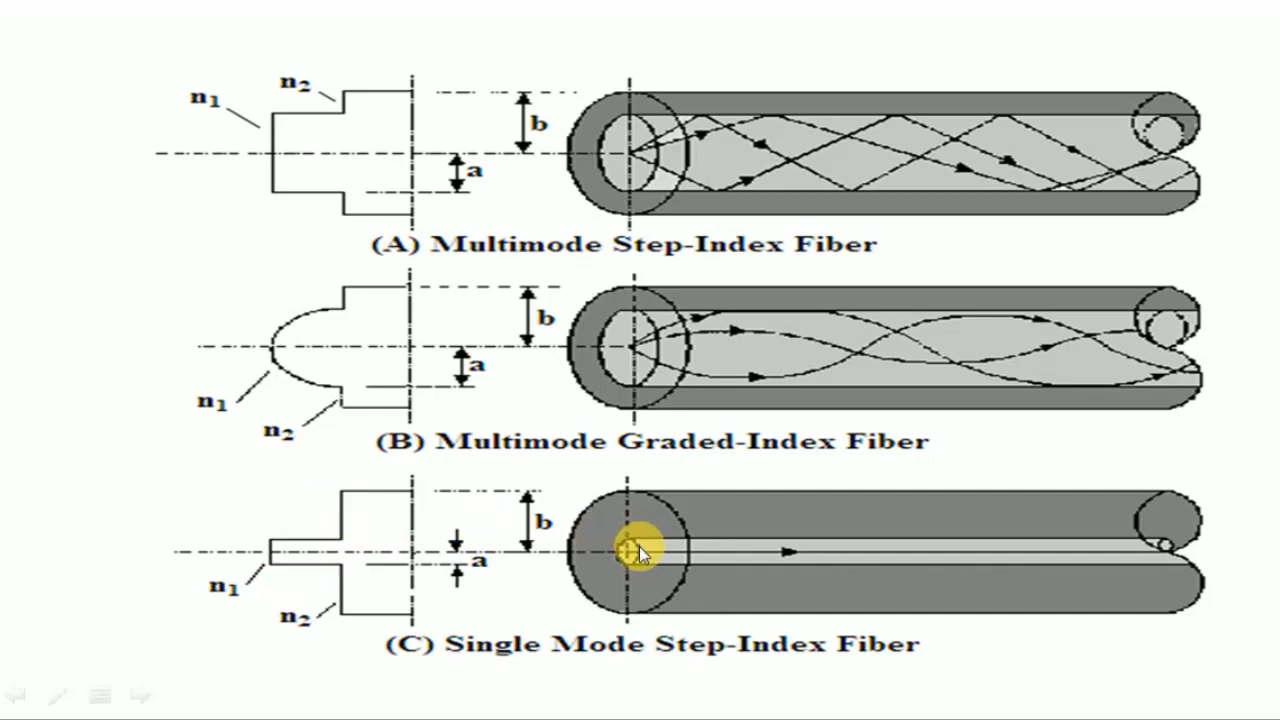 n₂
n₁
b
a
(A) Multimode Step-Index Fiber
b
a
n₁
n₂
(B) Multimode Graded-Index Fiber
b
a
n₁
n₂
(C) Single Mode Step-Index Fiber